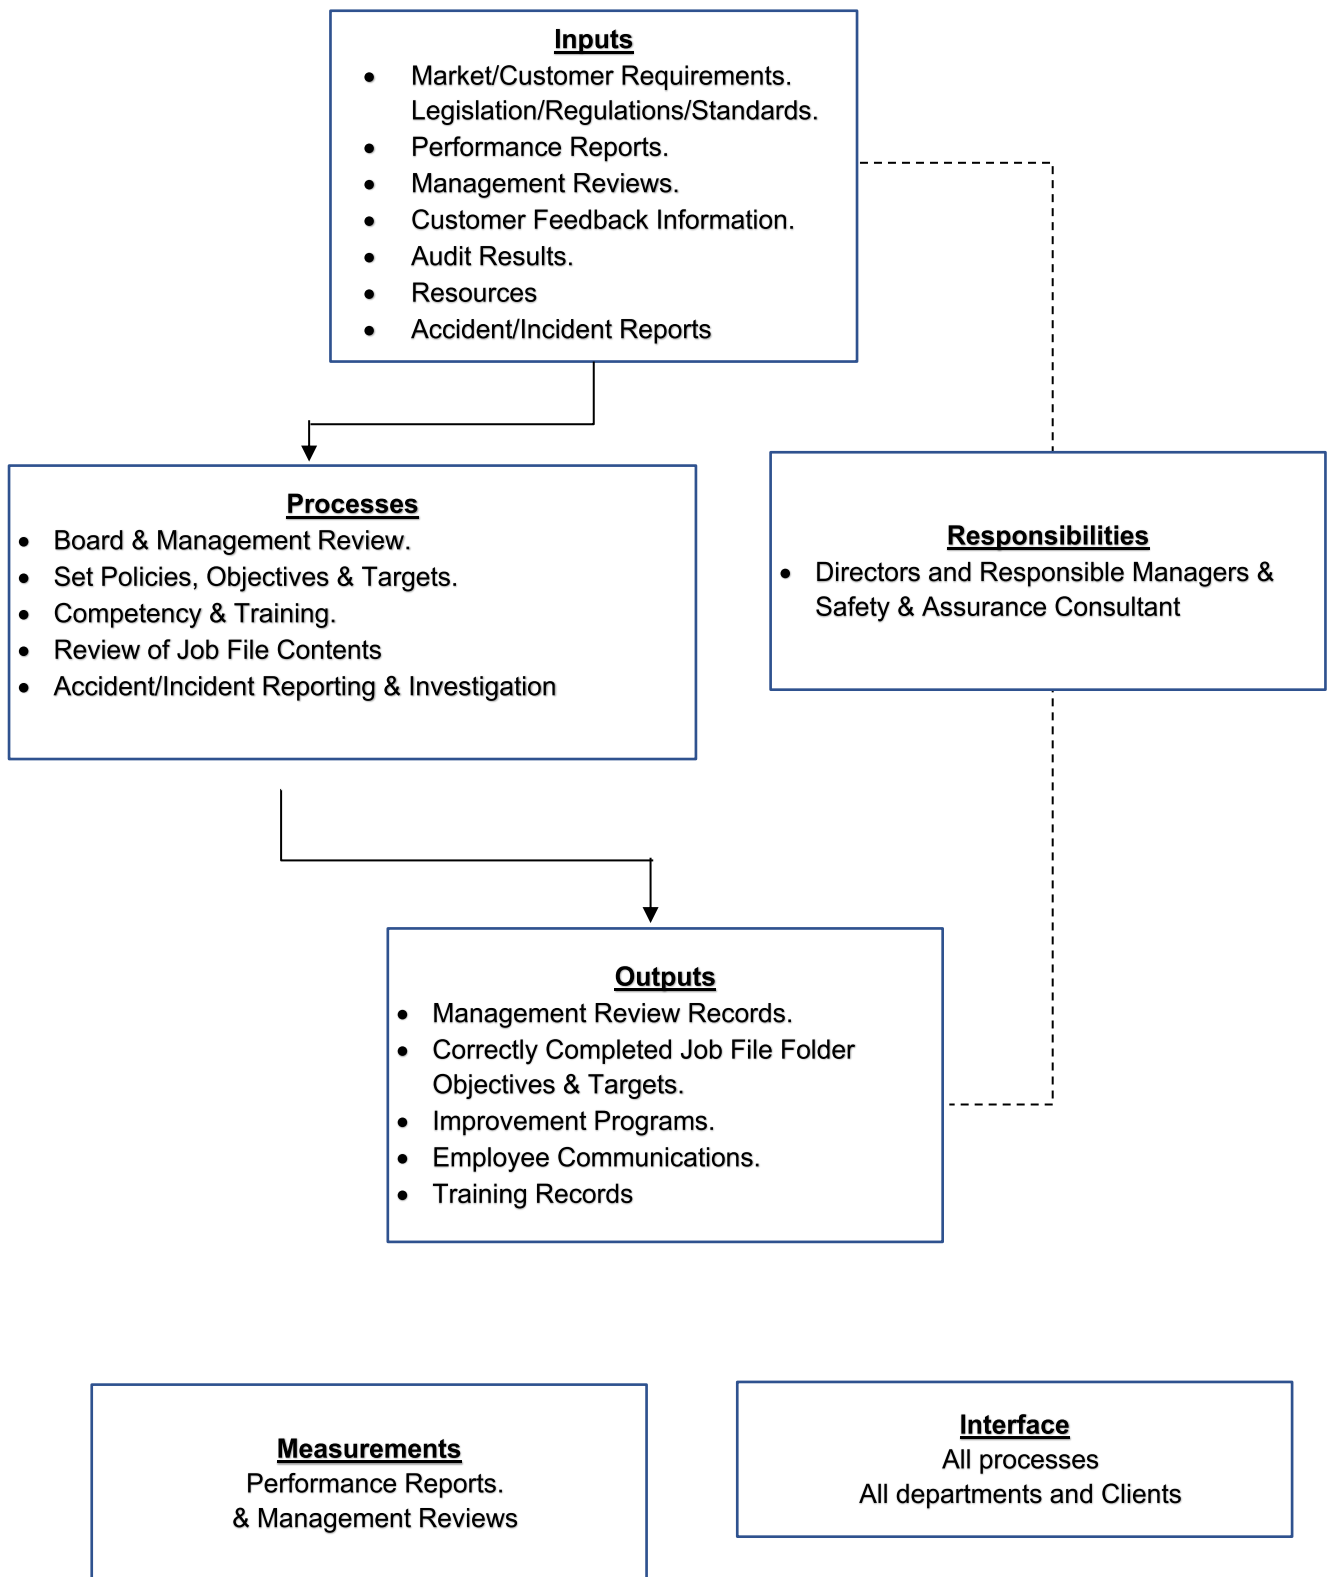 Inputs
• Market/Customer Requirements.
Legislation/Regulations/Standards.
• Performance Reports.
• Management Reviews.
• Customer Feedback Information.
• Audit Results.
• Resources
• Accident/Incident Reports
Processes
• Board & Management Review.
• Set Policies, Objectives & Targets.
• Competency & Training.
• Review of Job File Contents
• Accident/Incident Reporting & Investigation
Responsibilities
• Directors and Responsible Managers &
Safety & Assurance Consultant
Outputs
• Management Review Records.
• Correctly Completed Job File Folder
Objectives & Targets.
• Improvement Programs.
• Employee Communications.
• Training Records
Measurements
Performance Reports.
& Management Reviews
Interface
All processes
All departments and Clients